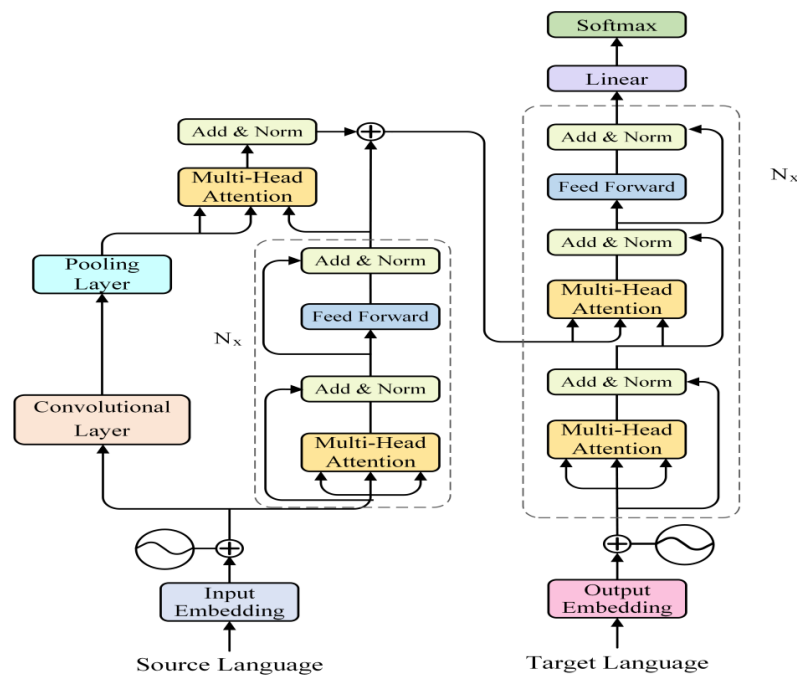 Softmax
Linear
Add & Norm
Feed Forward
Add & Norm
Multi-Head
Attention
Add & Norm
Multi-Head
Attention
Nx
Output
Embedding
Target Language
Add & Norm
Multi-Head
Attention
Pooling
Layer
Convolutional
Layer
Add & Norm
Feed Forward
Nx
Add & Norm
Multi-Head
Attention
Input
Embedding
Source Language